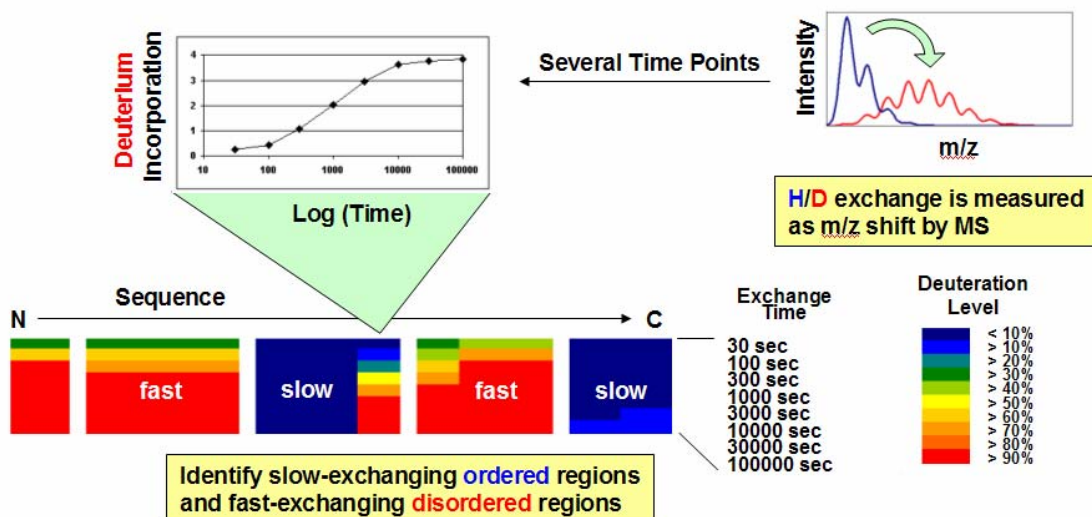 Deuterium
Incorporation
4
3
2
1
0
10
100
1000
10000
100000
Log (Time)
Several Time Points
Intensity
m/z
H/D exchange is measured
as m/z shift by MS
Sequence
N
C
fast
slow
fast
slow
Exchange
Time
30 sec
100 sec
300 sec
1000 sec
3000 sec
10000 sec
30000 sec
100000 sec
Deuteration
Level
< 10%
> 10%
> 20%
> 30%
> 40%
> 50%
> 60%
> 70%
> 80%
> 90%
Identify slow-exchanging ordered regions
and fast-exchanging disordered regions